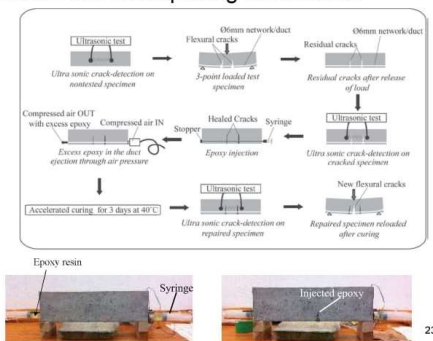 Ultrasonic test
Ultra sonic crack-detection on
nontested specimen
Flexural cracks
Ø6mm network/duct
3-point loaded test
specimen
Ø6mm network/duct
Residual cracks
Residual cracks after release
of load
Ultrasonic test
Ultra sonic crack-detection on
cracked specimen
Healed Cracks
Syringe
Stopper
Epoxy injection
Compressed air OUT
with excess epoxy
Compressed air IN
Excess epoxy in the duct
ejection through air pressure
Accelerated curing for 3 days at 40°C
Ultrasonic test
Ultra sonic crack-detection on
repaired specimen
New flexural cracks
Repaired specimen reloaded
after curing
Epoxy resin
Syringe
Injected epoxy
23